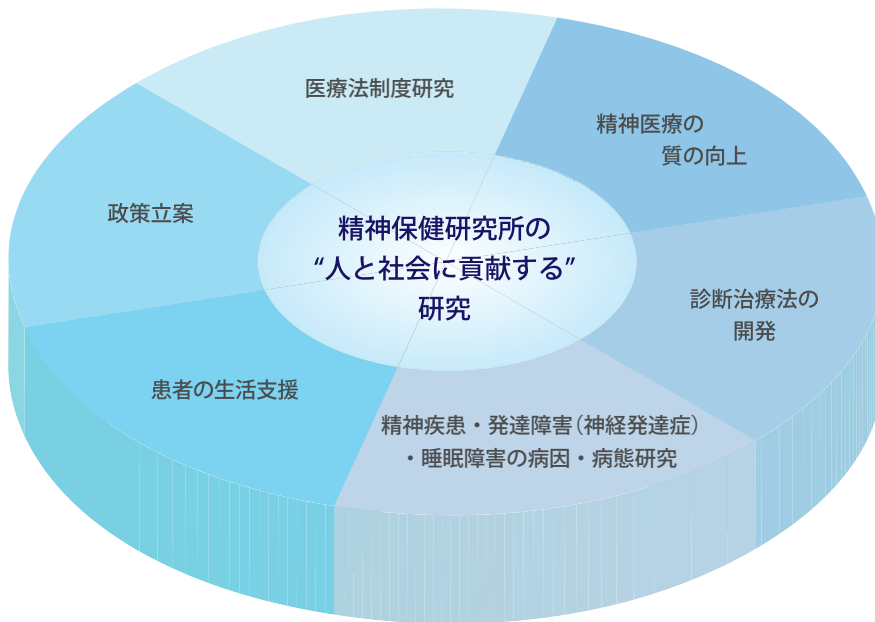 医療法制度研究
精神医療の
質の向上
政策立案
精神保健研究所の
“人と社会に貢献する”
研究
診断治療法の
開発
患者の生活支援
精神疾患・発達障害（神経発達症）
・睡眠障害の病因・病態研究